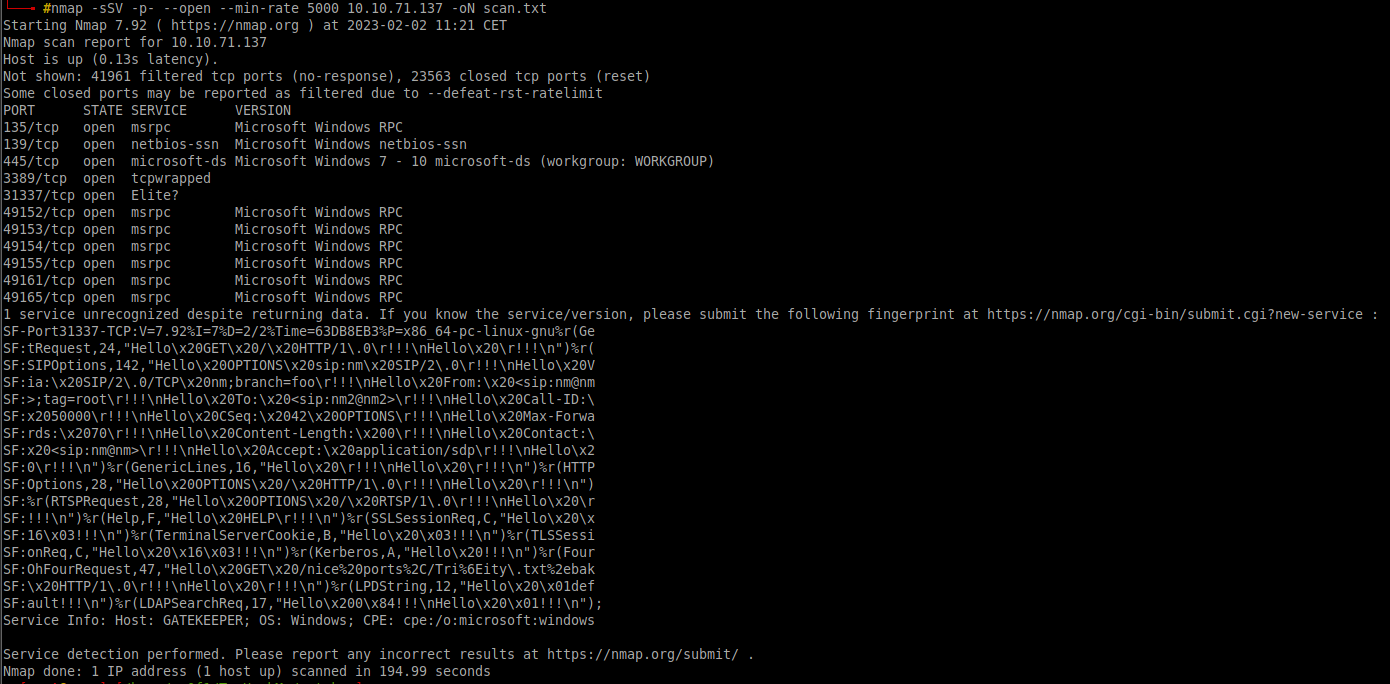 #nmap -sSV -p- --open --min-rate 5000 10.10.71.137 -oN scan.txt
Starting Nmap 7.92 ( https://nmap.org ) at 2023-02-02 11:21 CET
Nmap scan report for 10.10.71.137
Host is up (0.13s latency).
Not shown: 41961 filtered tcp ports (no-response), 23563 closed tcp ports (reset)
Some closed ports may be reported as filtered due to --defeat-rst-ratelimit
PORT      STATE SERVICE      VERSION
135/tcp   open  msrpc        Microsoft Windows RPC
139/tcp   open  netbios-ssn  Microsoft Windows netbios-ssn
445/tcp   open  microsoft-ds Microsoft Windows 7 - 10 microsoft-ds (workgroup: WORKGROUP)
3389/tcp  open  tcpwrapped
31337/tcp open  Elite?
49152/tcp open  msrpc        Microsoft Windows RPC
49153/tcp open  msrpc        Microsoft Windows RPC
49154/tcp open  msrpc        Microsoft Windows RPC
49155/tcp open  msrpc        Microsoft Windows RPC
49161/tcp open  msrpc        Microsoft Windows RPC
49165/tcp open  msrpc        Microsoft Windows RPC
1 service unrecognized despite returning data. If you know the service/version, please submit the following fingerprint at https://nmap.org/cgi-bin/submit.cgi?new-service :
SF-Port31337-TCP:V=7.92%I=7%D=2/2%Time=63DB8EB3%P=x86_64-pc-linux-gnu%r(Ge
SF:tRequest,24,"Hello\x20GET\x20/\x20HTTP/1\.0\r!!!\nHello\x20\r!!!\n")%r(
SF:SIPOptions,142,"Hello\x20OPTIONS\x20sip:nm\x20SIP/2\.0\r!!!\nHello\x20V
SF:ia:\x20SIP/2\.0/TCP\x20nm;branch=foo\r!!!\nHello\x20From:\x20<sip:nm@nm
SF:>;tag=root\r!!!\nHello\x20To:\x20<sip:nm2@nm2>\r!!!\nHello\x20Call-ID:\
SF:x2050000\r!!!\nHello\x20CSeq:\x2042\x20OPTIONS\r!!!\nHello\x20Max-Forwa
SF:rds:\x2070\r!!!\nHello\x20Content-Length:\x200\r!!!\nHello\x20Contact:\
SF:x20<sip:nm@nm>\r!!!\nHello\x20Accept:\x20application/sdp\r!!!\nHello\x2
SF:0\r!!!\n")%r(GenericLines,16,"Hello\x20\r!!!\nHello\x20\r!!!\n")%r(HTTP
SF:Options,28,"Hello\x20OPTIONS\x20/\x20HTTP/1\.0\r!!!\nHello\x20\r!!!\n")
SF:%r(RTSPRequest,28,"Hello\x20OPTIONS\x20/\x20RTSP/1\.0\r!!!\nHello\x20\r
SF:!!!\n")%r(Help,F,"Hello\x20HELP\r!!!\n")%r(SSLSessionReq,C,"Hello\x20\x
SF:16\x03!!!\n")%r(TerminalServerCookie,B,"Hello\x20\x03!!!\n")%r(TLSSessi
SF:onReq,C,"Hello\x20\x16\x03!!!\n")%r(Kerberos,A,"Hello\x20!!!\n")%r(Four
SF:OhFourRequest,47,"Hello\x20GET\x20/nice%20ports%2C/Tri%6Eity\.txt%2ebak
SF:\x20HTTP/1\.0\r!!!\nHello\x20\r!!!\n")%r(LPDString,12,"Hello\x20\x01def
SF:ault!!!\n")%r(LDAPSearchReq,17,"Hello\x200\x84!!!\nHello\x20\x01!!!\n");
Service Info: Host: GATEKEEPER; OS: Windows; CPE: cpe:/o:microsoft:windows
Service detection performed. Please report any incorrect results at https://nmap.org/submit/ .
Nmap done: 1 IP address (1 host up) scanned in 194.99 seconds